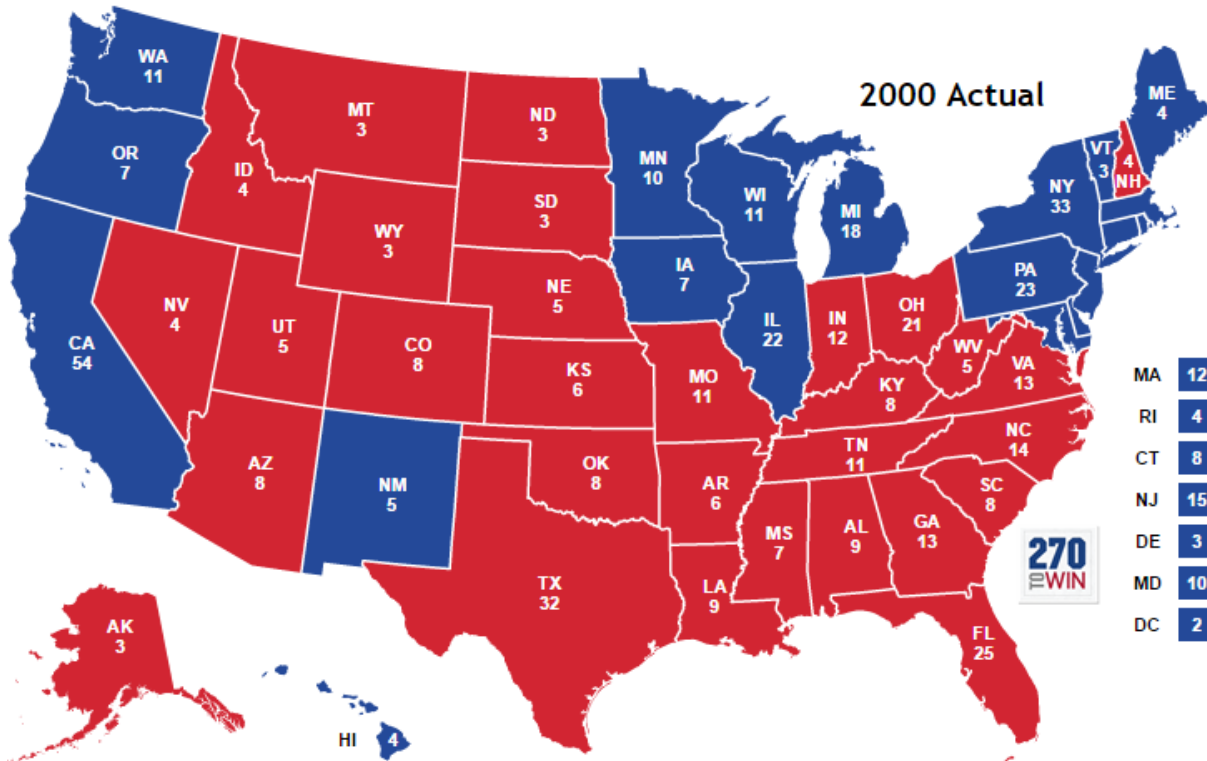 2000 Actual
WA
11
OR
7
CA
54
NV
4
ID
4
MT
3
WY
3
UT
5
AZ
8
CO
8
NM
5
ND
3
SD
3
NE
5
KS
6
OK
8
TX
32
MN
10
IA
7
MO
11
AR
6
LA
9
WI
11
IL
22
MI
18
IN
12
OH
21
KY
8
TN
11
MS
7
AL
9
GA
13
FL
25
SC
8
NC
14
VA
13
WV
5
PA
23
NY
33
VT
3
4
NH
ME
4
AK
3
HI 4
MA 12
RI 4
CT 8
NJ 15
DE 3
MD 10
DC 2
270
TO WIN